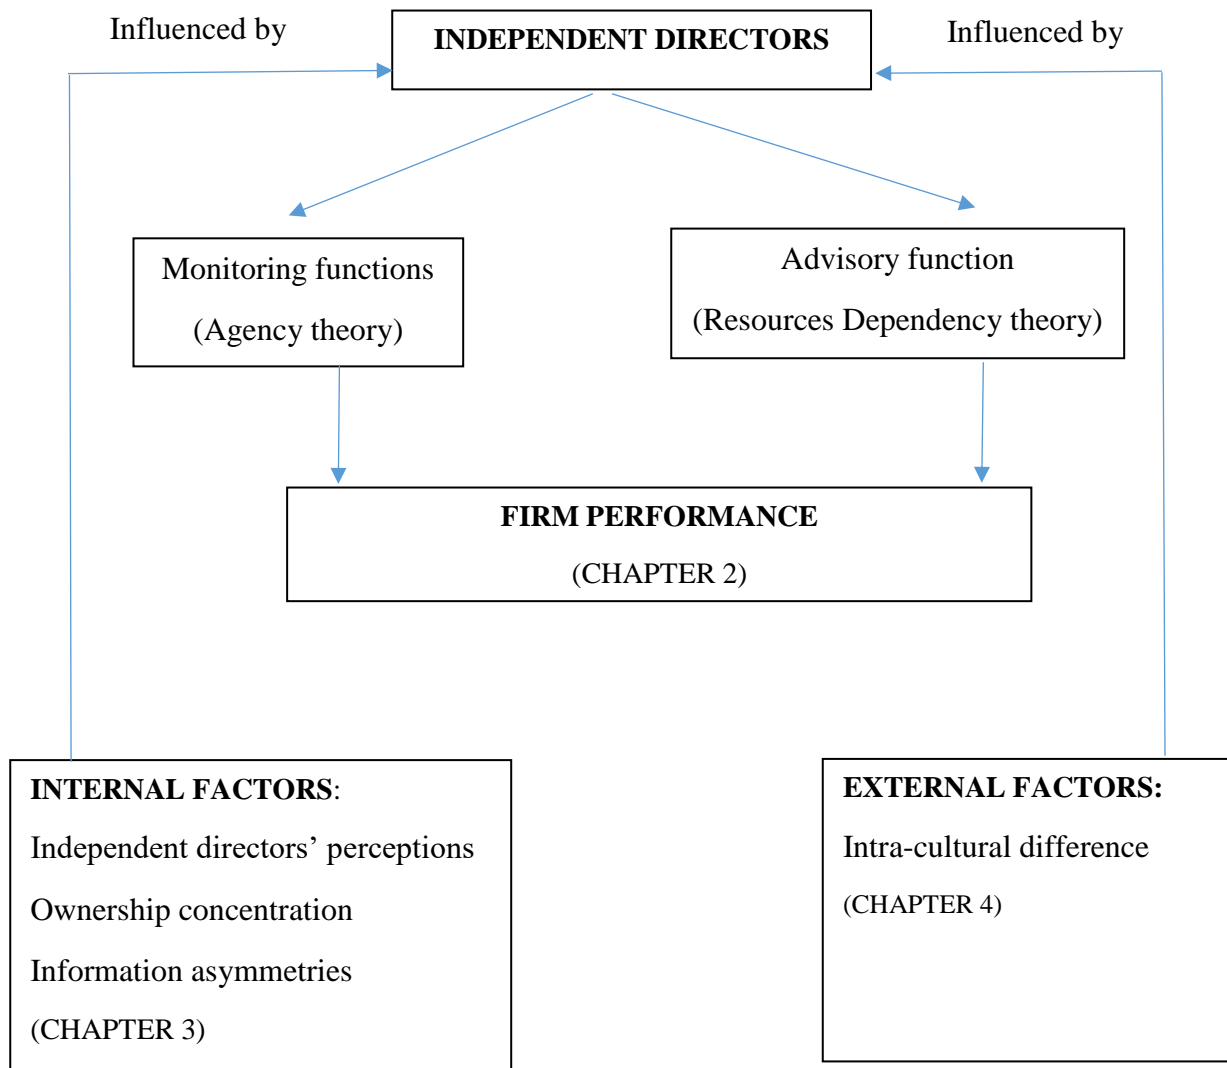 Influenced by
INDEPENDENT DIRECTORS
Influenced by
Monitoring functions
(Agency theory)
Advisory function
(Resources Dependency theory)
FIRM PERFORMANCE
(CHAPTER 2)
INTERNAL FACTORS:
Independent directors’ perceptions
Ownership concentration
Information asymmetries
(CHAPTER 3)
EXTERNAL FACTORS:
Intra-cultural difference
(CHAPTER 4)